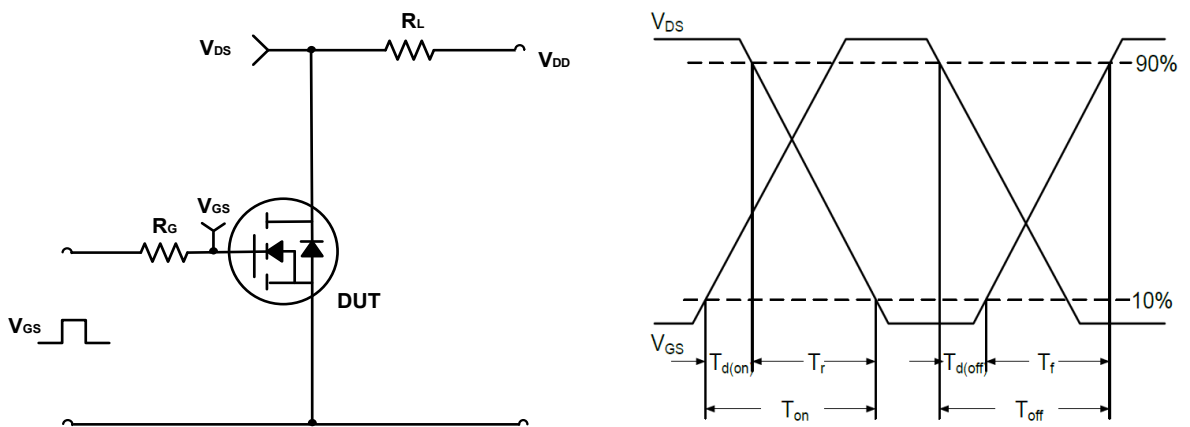 RL
VDS
VDD
VGS
RG
DUT
VGS
VDS
90%
10%
VGS
Td(on)
Tr
Td(off)
Tf
Ton
Toff